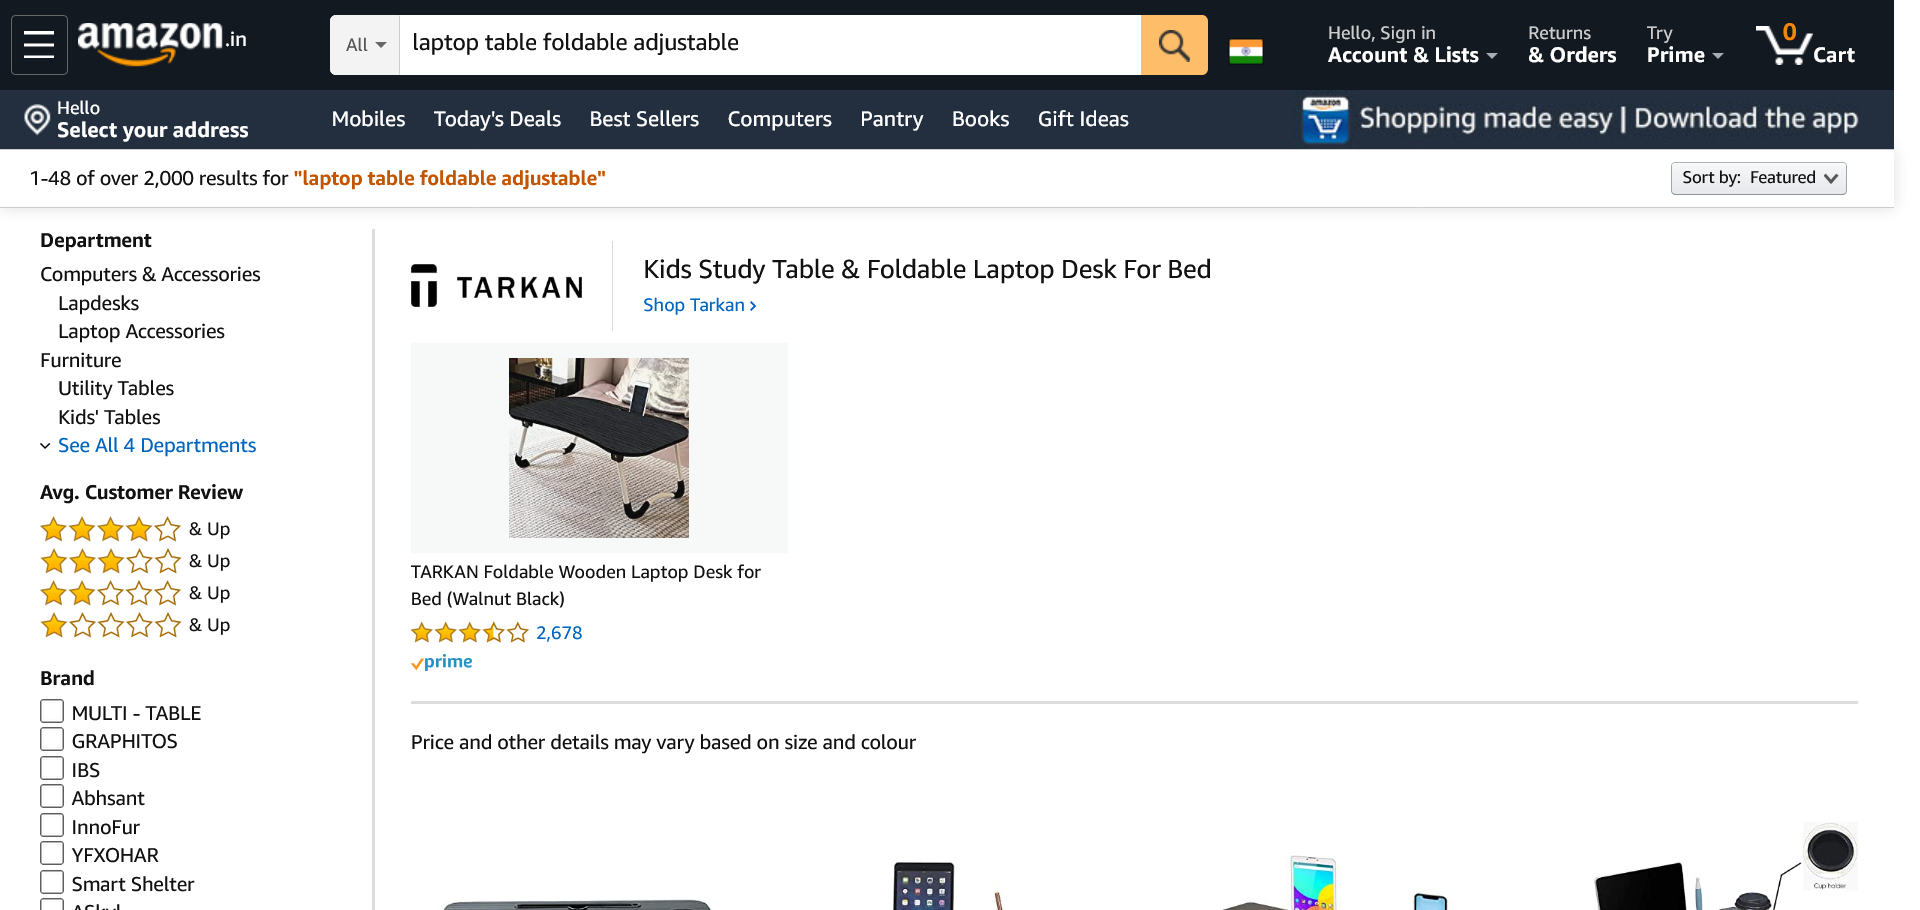 amazon.in
All
laptop table foldable adjustable
Hello, Sign in
Account & Lists
Returns
& Orders
Try
Prime
0
Cart
Hello
Select your address
Mobiles
Today's Deals
Best Sellers
Computers
Pantry
Books
Gift Ideas
amazon
Shopping made easy | Download the app
1-48 of over 2,000 results for "laptop table foldable adjustable"
Sort by: Featured
Department
Computers & Accessories
Lapdesks
Laptop Accessories
Furniture
Utility Tables
Kids' Tables
See All 4 Departments
Avg. Customer Review
& Up
& Up
& Up
& Up
Brand
MULTI - TABLE
GRAPHITOS
IBS
Abhsant
InnoFur
YFXOHAR
Smart Shelter
TARKAN
Kids Study Table & Foldable Laptop Desk For Bed
Shop Tarkan ›
TARKAN Foldable Wooden Laptop Desk for
Bed (Walnut Black)
2,678
prime
Price and other details may vary based on size and colour
Cup holder